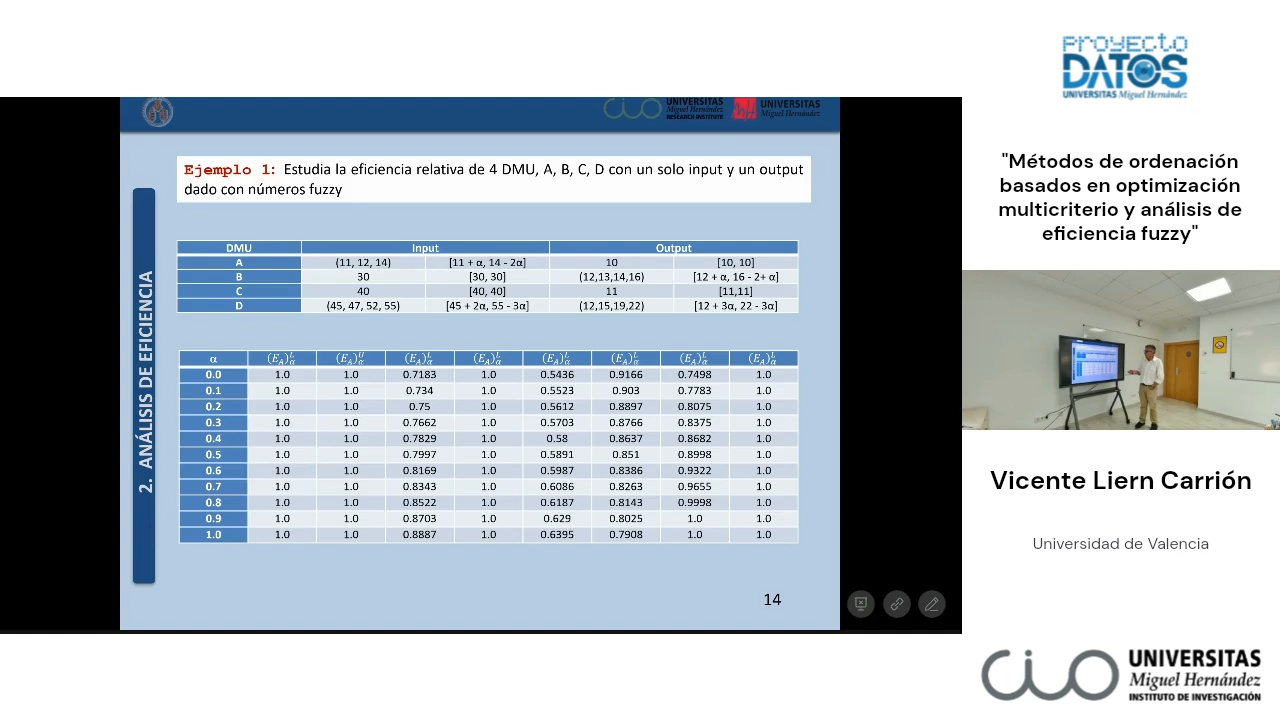 UNIVERSITAS
Miguel Hernández
RESEARCH INSTITUTE
UNIVERSITAS
Miguel Hernández
Ejemplo 1: Estudia la eficiencia relativa de 4 DMU, A, B, C, D con un solo input y un output
dado con números fuzzy
2. ANÁLISIS DE EFICIENCIA
DMU Input Output
A (11, 12, 14) [11 + α, 14 - 2α] 10 [10, 10]
B 30 [30, 30] (12,13,14,16) [12 + α, 16 - 2+ α]
C 40 [40, 40] 11 [11,11]
D (45, 47, 52, 55) [45 + 2α, 55 - 3α] (12,15,19,22) [12 + 3α, 22 - 3α]
α (E_A)^L_α (E_A)^U_α (E_A)^L_α (E_A)^L_α (E_A)^L_α (E_A)^L_α (E_A)^L_α (E_A)^L_α
0.0 1.0 1.0 0.7183 1.0 0.5436 0.9166 0.7498 1.0
0.1 1.0 1.0 0.734 1.0 0.5523 0.903 0.7783 1.0
0.2 1.0 1.0 0.75 1.0 0.5612 0.8897 0.8075 1.0
0.3 1.0 1.0 0.7662 1.0 0.5703 0.8766 0.8375 1.0
0.4 1.0 1.0 0.7829 1.0 0.58 0.8637 0.8682 1.0
0.5 1.0 1.0 0.7997 1.0 0.5891 0.851 0.8998 1.0
0.6 1.0 1.0 0.8169 1.0 0.5987 0.8386 0.9322 1.0
0.7 1.0 1.0 0.8343 1.0 0.6086 0.8263 0.9655 1.0
0.8 1.0 1.0 0.8522 1.0 0.6187 0.8143 0.9998 1.0
0.9 1.0 1.0 0.8703 1.0 0.629 0.8025 1.0 1.0
1.0 1.0 1.0 0.8887 1.0 0.6395 0.7908 1.0 1.0
14
PROYECTO
DATOS
UNIVERSITAS Miguel Hernández
"Métodos de ordenación
basados en optimización
multicriterio y análisis de
eficiencia fuzzy"
Vicente Liern Carrión
Universidad de Valencia
CIO
UNIVERSITAS
Miguel Hernández
INSTITUTO DE INVESTIGACIÓN